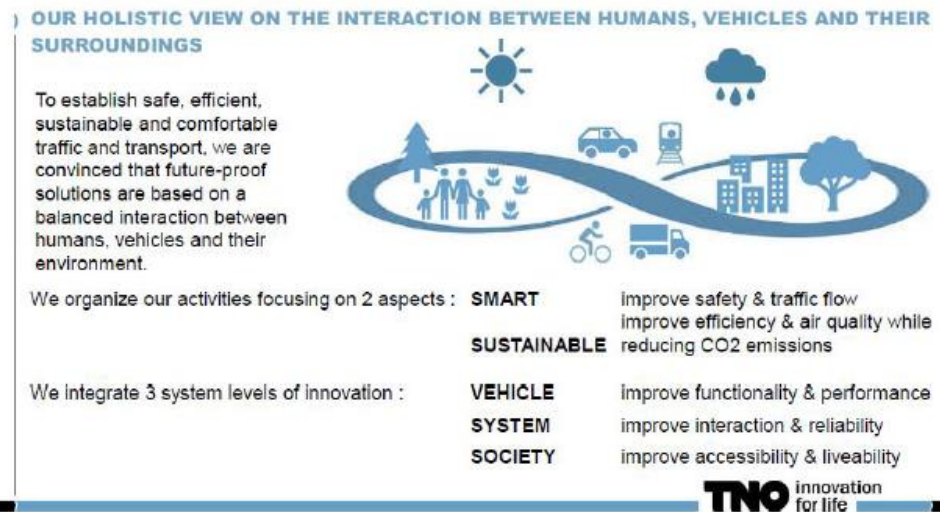 OUR HOLISTIC VIEW ON THE INTERACTION BETWEEN HUMANS, VEHICLES AND THEIR
SURROUNDINGS
To establish safe, efficient,
sustainable and comfortable
traffic and transport, we are
convinced that future-proof
solutions are based on a
balanced interaction between
humans, vehicles and their
environment.
We organize our activities focusing on 2 aspects : SMART improve safety & traffic flow
improve efficiency & air quality while
SUSTAINABLE reducing CO2 emissions
We integrate 3 system levels of innovation : VEHICLE improve functionality & performance
SYSTEM improve interaction & reliability
SOCIETY improve accessibility & liveability
TNO innovation
for life